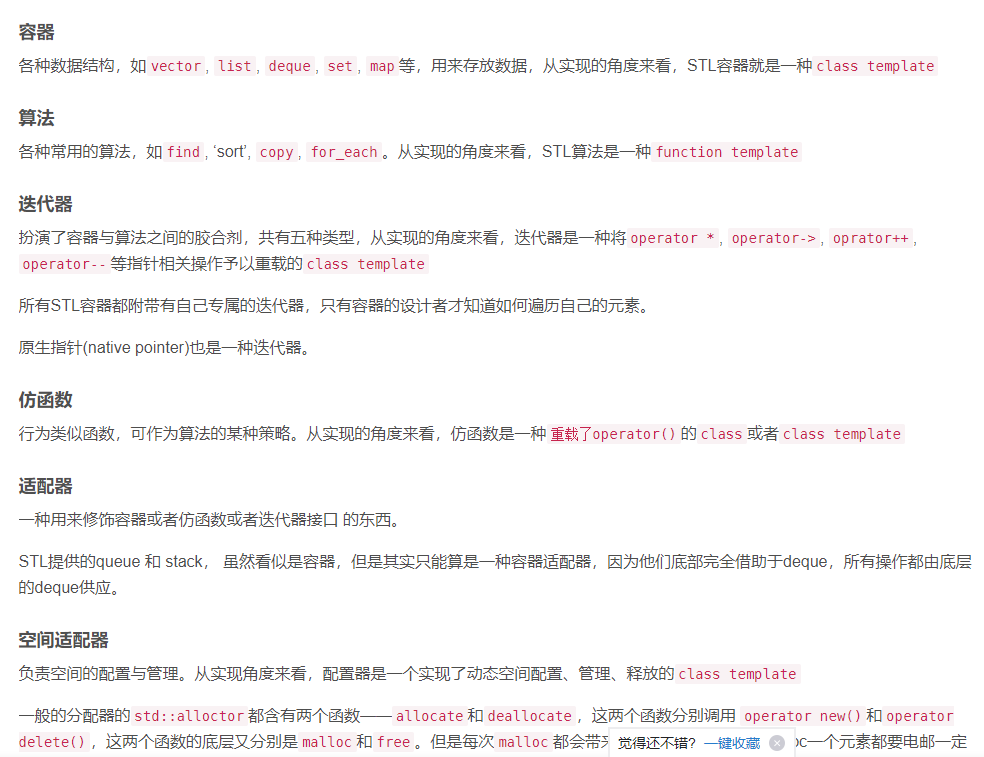 容器
各种数据结构，如 vector , list , deque , set , map 等，用来存放数据，从实现的角度来看，STL容器就是一种 class template
算法
各种常用的算法，如 find , ‘sort’, copy , for_each 。从实现的角度来看，STL算法是一种 function template
迭代器
扮演了容器与算法之间的胶合剂，共有五种类型，从实现的角度来看，迭代器是一种将 operator * , operator-> , oprator++ ,
operator-- 等指针相关操作予以重载的 class template
所有STL容器都附带有自己专属的迭代器，只有容器的设计者才知道如何遍历自己的元素。
原生指针(native pointer)也是一种迭代器。
仿函数
行为类似函数，可作为算法的某种策略。从实现的角度来看，仿函数是一种 重载了operator() 的 class 或者 class template
适配器
一种用来修饰容器或者仿函数或者迭代器接口 的东西。
STL提供的queue 和 stack， 虽然看似是容器，但是其实只能算是一种容器适配器，因为他们底部完全借助于deque，所有操作都由底层
的deque供应。
空间适配器
负责空间的配置与管理。从实现角度来看，配置器是一个实现了动态空间配置、管理、释放的 class template
一般的分配器的 std::alloctor 都含有两个函数—— allocate 和 deallocate ，这两个函数分别调用 operator new() 和 operator
delete() ，这两个函数的底层又分别是 malloc 和 free 。但是每次 malloc 都会带 觉得还不错? 一键收藏 oc一个元素都要电邮一定